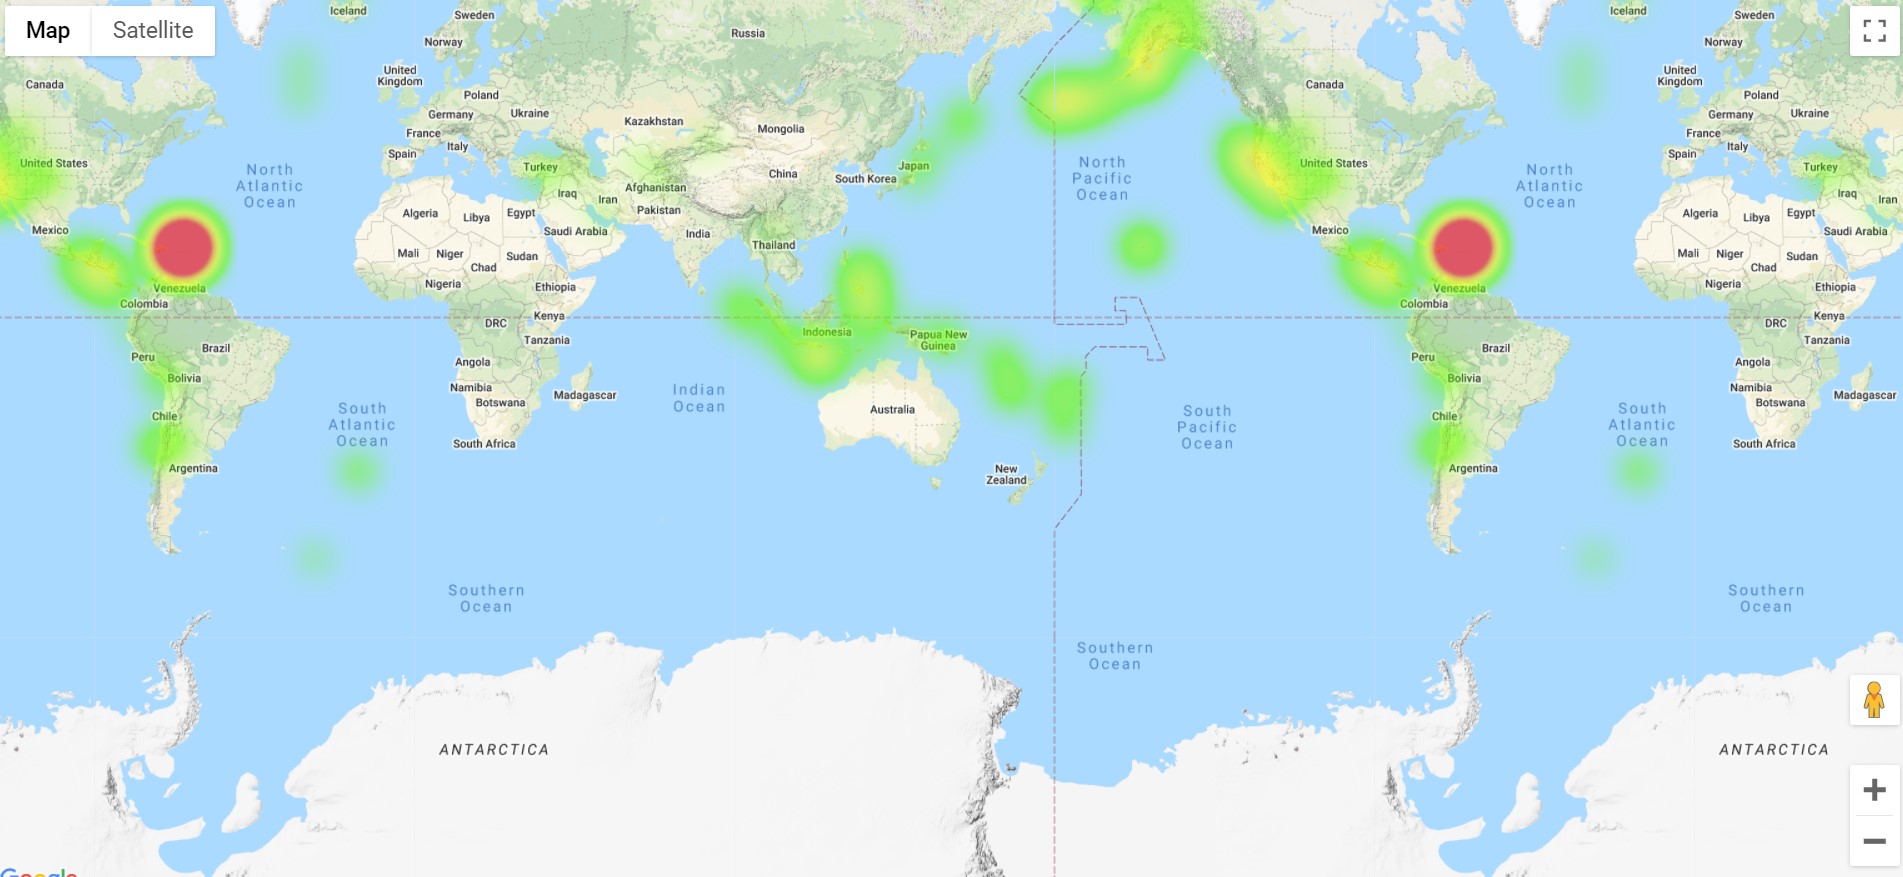 Map
Satellite
Iceland
Sweden
Norway
Russia
United
Kingdom
Canada
Poland
Germany
Ukraine
Kazakhstan
Mongolia
France
Italy
Spain
Turkey
United States
China
Japan
South Korea
Afghanistan
Iraq
Iran
Pakistan
North
Atlantic
Ocean
Algeria
Libya
Egypt
Saudi Arabia
Mexico
India
Mali
Niger
Chad
Sudan
Thailand
Nigeria
Ethiopia
Venezuela
Colombia
DRC
Kenya
Tanzania
Indonesia
Papua New
Guinea
Brazil
Peru
Angola
Bolivia
Namibia
Botswana
Madagascar
Indian
Ocean
Australia
Chile
South
Atlantic
Ocean
South Africa
Argentina
New
Zealand
Southern
Ocean
ANTARCTICA
North
Pacific
Ocean
South
Pacific
Ocean
Southern
Ocean
Iceland
Sweden
Norway
United
Kingdom
Canada
Poland
Germany
Ukraine
France
Italy
Spain
Turkey
United States
Iraq
Iran
North
Atlantic
Ocean
Algeria
Libya
Egypt
Saudi Arabia
Mexico
Mali
Niger
Chad
Sudan
Nigeria
Ethiopia
Venezuela
Colombia
DRC
Kenya
Tanzania
Brazil
Peru
Angola
Bolivia
Namibia
Botswana
Madagascar
Chile
South
Atlantic
Ocean
South Africa
Argentina
Southern
Ocean
ANTARCTICA
Google